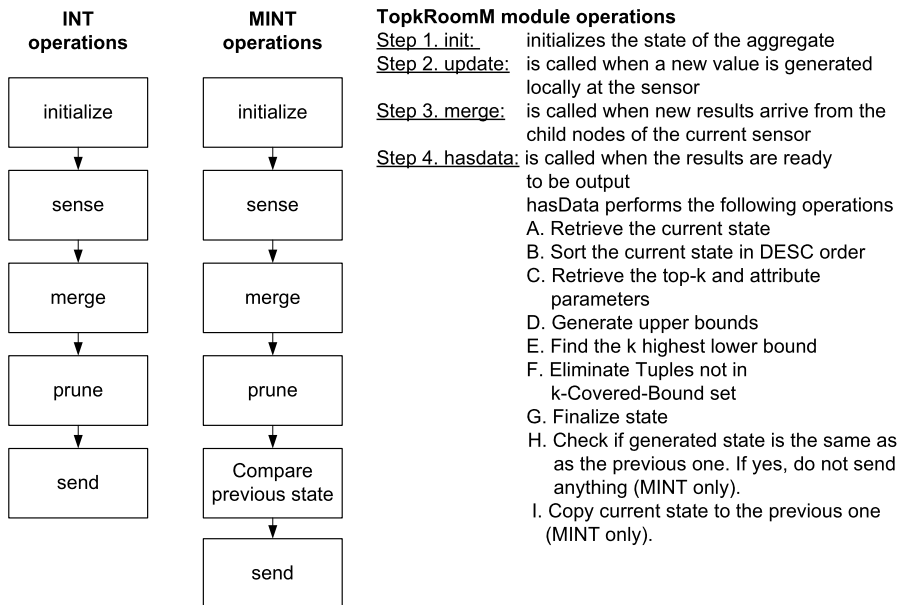 INT
operations
initialize
sense
merge
prune
send
MINT
operations
initialize
sense
merge
prune
Compare
previous state
send
TopkRoomM module operations
Step 1. init: initializes the state of the aggregate
Step 2. update: is called when a new value is generated
locally at the sensor
Step 3. merge: is called when new results arrive from the
child nodes of the current sensor
Step 4. hasdata: is called when the results are ready
to be output
hasData performs the following operations
A. Retrieve the current state
B. Sort the current state in DESC order
C. Retrieve the top-k and attribute
parameters
D. Generate upper bounds
E. Find the k highest lower bound
F. Eliminate Tuples not in
k-Covered-Bound set
G. Finalize state
H. Check if generated state is the same as
as the previous one. If yes, do not send
anything (MINT only).
I. Copy current state to the previous one
(MINT only).